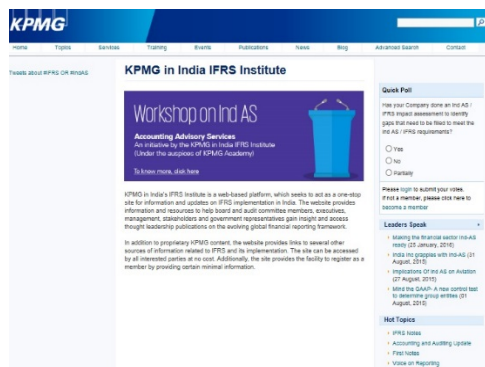 KPMG
Home Topics Services Training Events Publications News Blog Advanced Search Contact
Tweets about #IFRS OR #IndAS
KPMG in India IFRS Institute
Workshop on Ind AS
Accounting Advisory Services
An initiative by the KPMG in India IFRS Institute
(Under the auspices of KPMG Academy)
To know more, click here
KPMG in India's IFRS Institute is a web-based platform, which seeks to act as a one-stop
site for information and updates on IFRS implementation in India. The website provides
information and resources to help board and audit committee members, executives,
management, stakeholders and government representatives gain insight and access
thought leadership publications on the evolving global financial reporting framework.
In addition to proprietary KPMG content, the website provides links to several other
sources of information related to IFRS and its implementation. The site can be accessed
by all interested parties at no cost. Additionally, the site provides the facility to register as a
member by providing certain minimal information.
Quick Poll
Has your Company done an Ind AS /
IFRS impact assessment to identify
gaps that need to be filled to meet the
Ind AS / IFRS requirements?
Yes
No
Partially
Please login to submit your votes.
If not a member, please click here to
become a member
Leaders Speak
Making the financial sector Ind-AS
ready (25 January, 2016)
India Inc grapples with Ind-AS (31
August, 2015)
Implications Of Ind AS on Aviation
(27 August, 2015)
Mind the GAAP- A new control test
to determine group entities (01
August, 2015)
Hot Topics
IFRS Notes
Accounting and Auditing Update
First Notes
Voice on Reporting